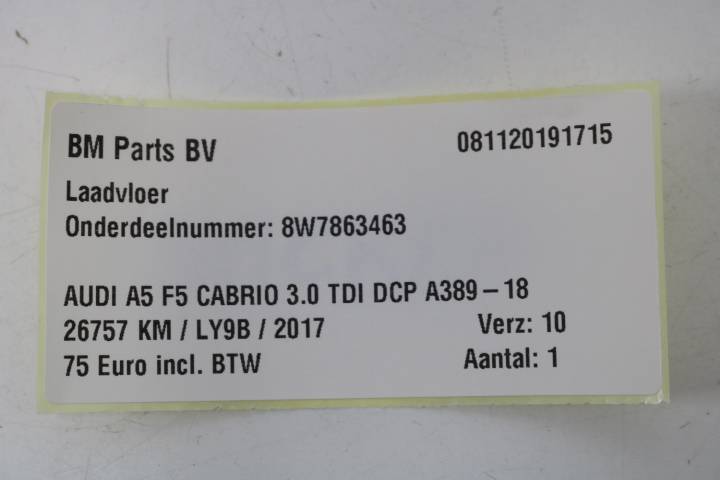 BM Parts BV 081120191715
Laadvloer
Onderdeelnummer: 8W7863463
AUDI A5 F5 CABRIO 3.0 TDI DCP A389-18
26757 KM / LY9B / 2017 Verz: 10
75 Euro incl. BTW Aantal: 1